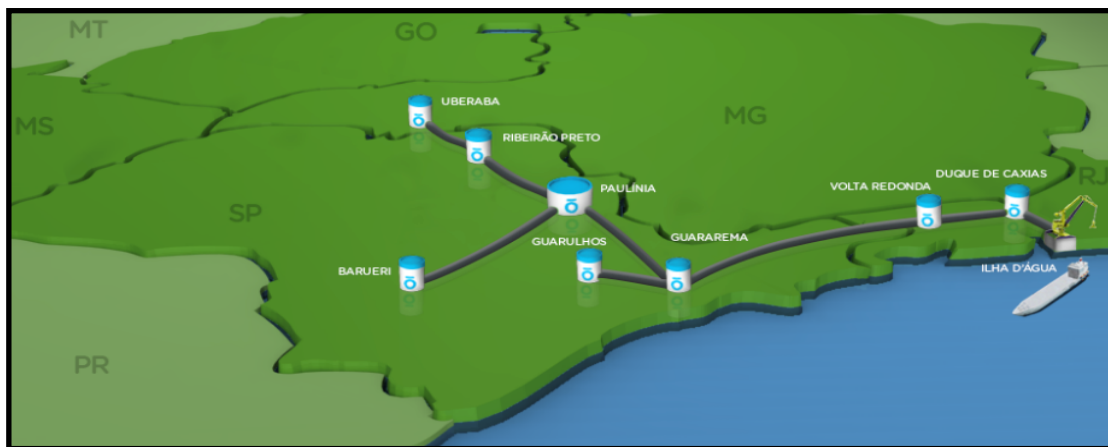 MT
GO
MS
UBERABA
MG
RIBEIRÃO PRETO
DUQUE DE CAXIAS
RJ
VOLTA REDONDA
PAULÍNIA
SP
GUARULHOS
GUARAREMA
BARUERI
ILHA D'ÁGUA
PR